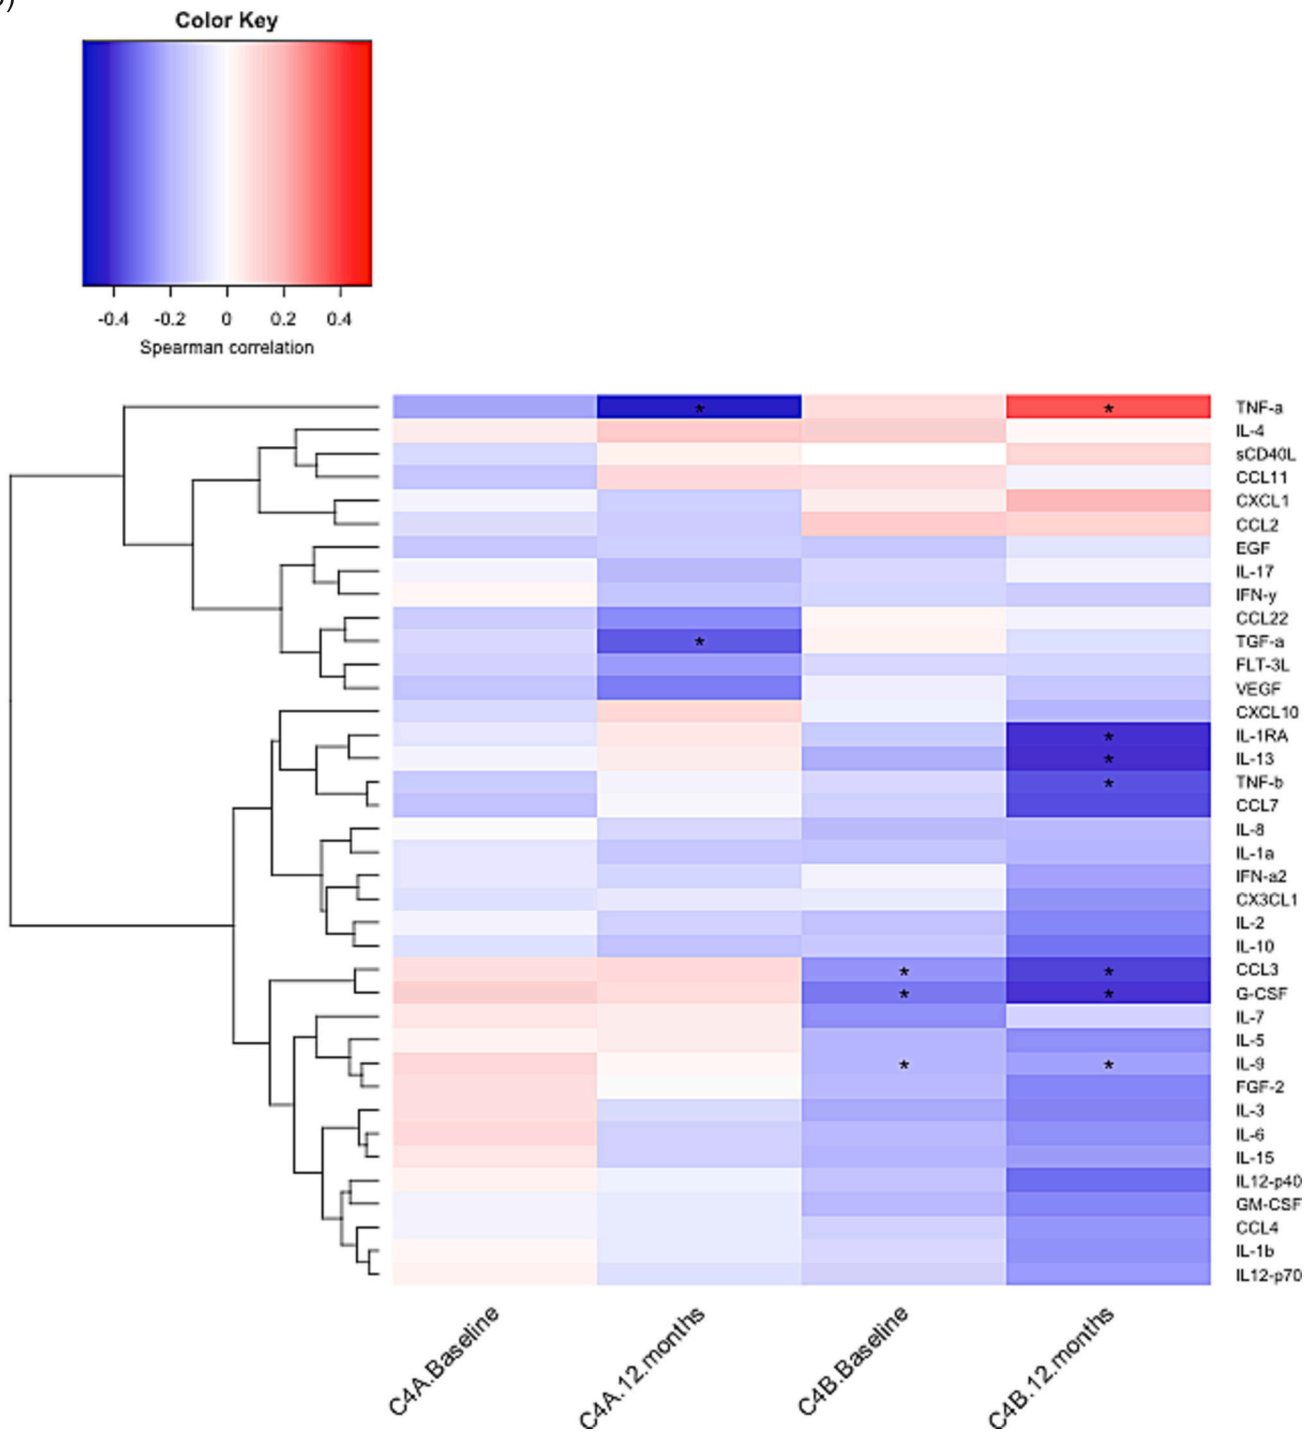 Color Key
-0.4 -0.2 0 0.2 0.4
Spearman correlation
* * TNF-a
IL-4
sCD40L
CCL11
CXCL1
CCL2
EGF
IL-17
IFN-y
CCL22
* TGF-a
FLT-3L
VEGF
CXCL10
* IL-1RA
* IL-13
* TNF-b
CCL7
IL-8
IL-1a
IFN-a2
CX3CL1
IL-2
IL-10
* * CCL3
* * G-CSF
IL-7
IL-5
* * IL-9
FGF-2
IL-3
IL-6
IL-15
IL12-p40
GM-CSF
CCL4
IL-1b
IL12-p70
C4A.Baseline C4A.12.months C4B.Baseline C4B.12.months